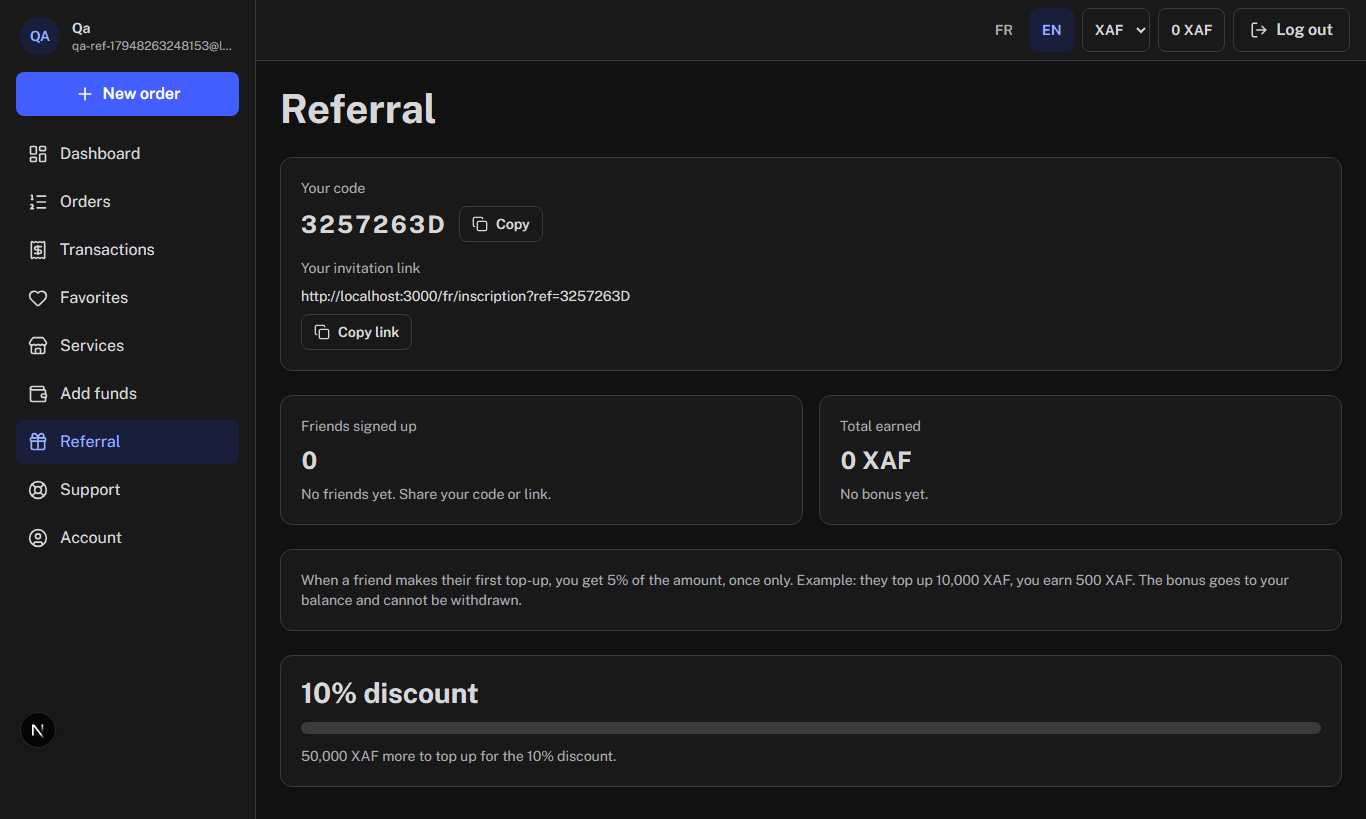 QA
Qa
qa-ref-17948263248153@l...
New order
Dashboard
Orders
Transactions
Favorites
Services
Add funds
Referral
Support
Account
N
FR
EN
XAF
0 XAF
Log out
Referral
Your code
3257263D
Copy
Your invitation link
http://localhost:3000/fr/inscription?ref=3257263D
Copy link
Friends signed up
0
No friends yet. Share your code or link.
Total earned
0 XAF
No bonus yet.
When a friend makes their first top-up, you get 5% of the amount, once only. Example: they top up 10,000 XAF, you earn 500 XAF. The bonus goes to your
balance and cannot be withdrawn.
10% discount
50,000 XAF more to top up for the 10% discount.